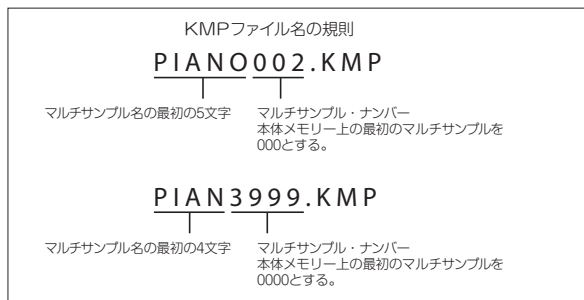 KMPファイル名の規則
PIANO002.KMP
マルチサンプル名の最初の5文字
マルチサンプル・ナンバー
本体メモリー上の最初のマルチサンプルを
000とする。
PIAN3999.KMP
マルチサンプル名の最初の4文字
マルチサンプル・ナンバー
本体メモリー上の最初のマルチサンプルを
0000とする。